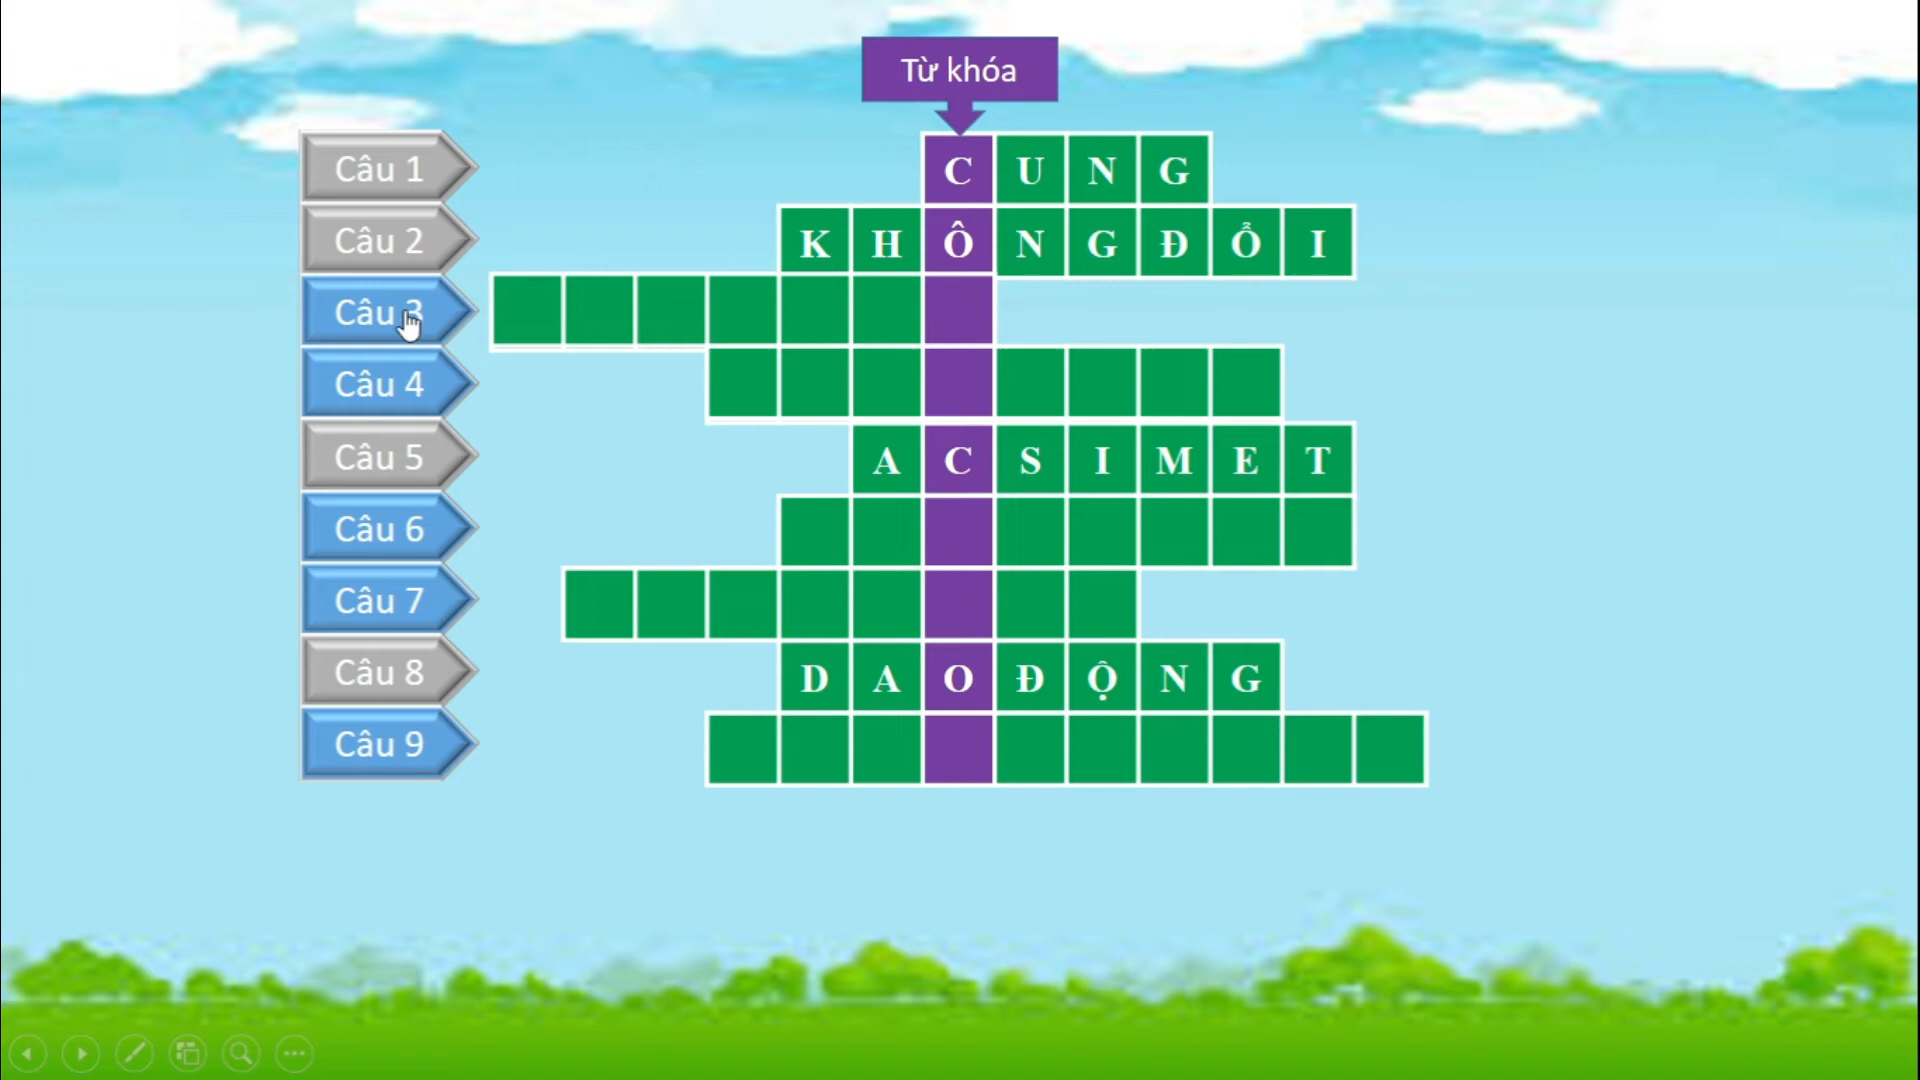 Từ khóa
Câu 1
C U N G
Câu 2
K H Ô N G Đ Ổ I
Câu 3
Câu 4
Câu 5
A C S I M E T
Câu 6
Câu 7
Câu 8
D A O Đ Ộ N G
Câu 9